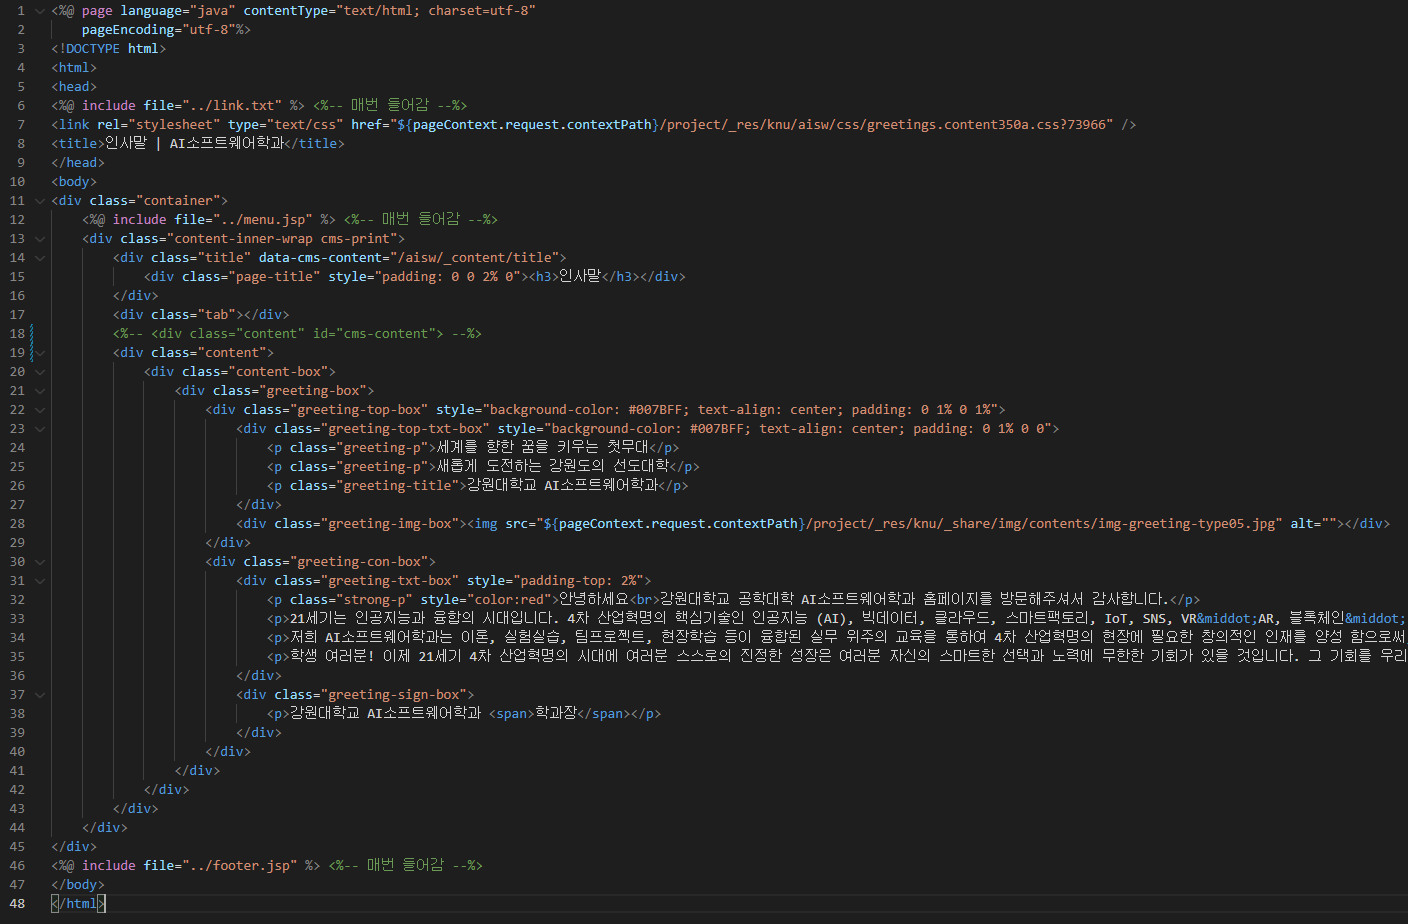 1 <%@ page language="java" contentType="text/html; charset=utf-8"
2 pageEncoding="utf-8"%>
3 <!DOCTYPE html>
4 <html>
5 <head>
6 <%@ include file="../link.txt" %> <%-- 매번 들어감 --%>
7 <link rel="stylesheet" type="text/css" href="${pageContext.request.contextPath}/project/_res/knu/aisw/css/greetings.content350a.css?73966" />
8 <title>인사말 | AI소프트웨어학과</title>
9 </head>
10 <body>
11 <div class="container">
12 <%@ include file="../menu.jsp" %> <%-- 매번 들어감 --%>
13 <div class="content-inner-wrap cms-print">
14 <div class="title" data-cms-content="/aisw/_content/title">
15 <div class="page-title" style="padding: 0 0 2% 0"><h3>인사말</h3></div>
16 </div>
17 <div class="tab"></div>
18 <%-- <div class="content" id="cms-content"> --%>
19 <div class="content">
20 <div class="content-box">
21 <div class="greeting-box">
22 <div class="greeting-top-box" style="background-color: #007BFF; text-align: center; padding: 0 1% 0 1%">
23 <div class="greeting-top-txt-box" style="background-color: #007BFF; text-align: center; padding: 0 1% 0 0">
24 <p class="greeting-p">세계를 향한 꿈을 키우는 첫무대</p>
25 <p class="greeting-p">새롭게 도전하는 강원도의 선도대학</p>
26 <p class="greeting-title">강원대학교 AI소프트웨어학과</p>
27 </div>
28 <div class="greeting-img-box"><img src="${pageContext.request.contextPath}/project/_res/knu/_share/img/contents/img-greeting-type05.jpg" alt=""></div>
29 </div>
30 <div class="greeting-con-box">
31 <div class="greeting-txt-box" style="padding-top: 2%">
32 <p class="strong-p" style="color:red">안녕하세요<br>강원대학교 공학대학 AI소프트웨어학과 홈페이지를 방문해주셔서 감사합니다.</p>
33 <p>21세기는 인공지능과 융합의 시대입니다. 4차 산업혁명의 핵심기술인 인공지능 (AI), 빅데이터, 클라우드, 스마트팩토리, IoT, SNS, VR&middot;AR, 블록체인&middot;
34 <p>저희 AI소프트웨어학과는 이론, 실험실습, 팀프로젝트, 현장학습 등이 융합된 실무 위주의 교육을 통하여 4차 산업혁명의 현장에 필요한 창의적인 인재를 양성 함으로써
35 <p>학생 여러분! 이제 21세기 4차 산업혁명의 시대에 여러분 스스로의 진정한 성장은 여러분 자신의 스마트한 선택과 노력에 무한한 기회가 있을 것입니다. 그 기회를 우리
36 </div>
37 <div class="greeting-sign-box">
38 <p>강원대학교 AI소프트웨어학과 <span>학과장</span></p>
39 </div>
40 </div>
41 </div>
42 </div>
43 </div>
44 </div>
45 </div>
46 <%@ include file="../footer.jsp" %> <%-- 매번 들어감 --%>
47 </body>
48 </html>